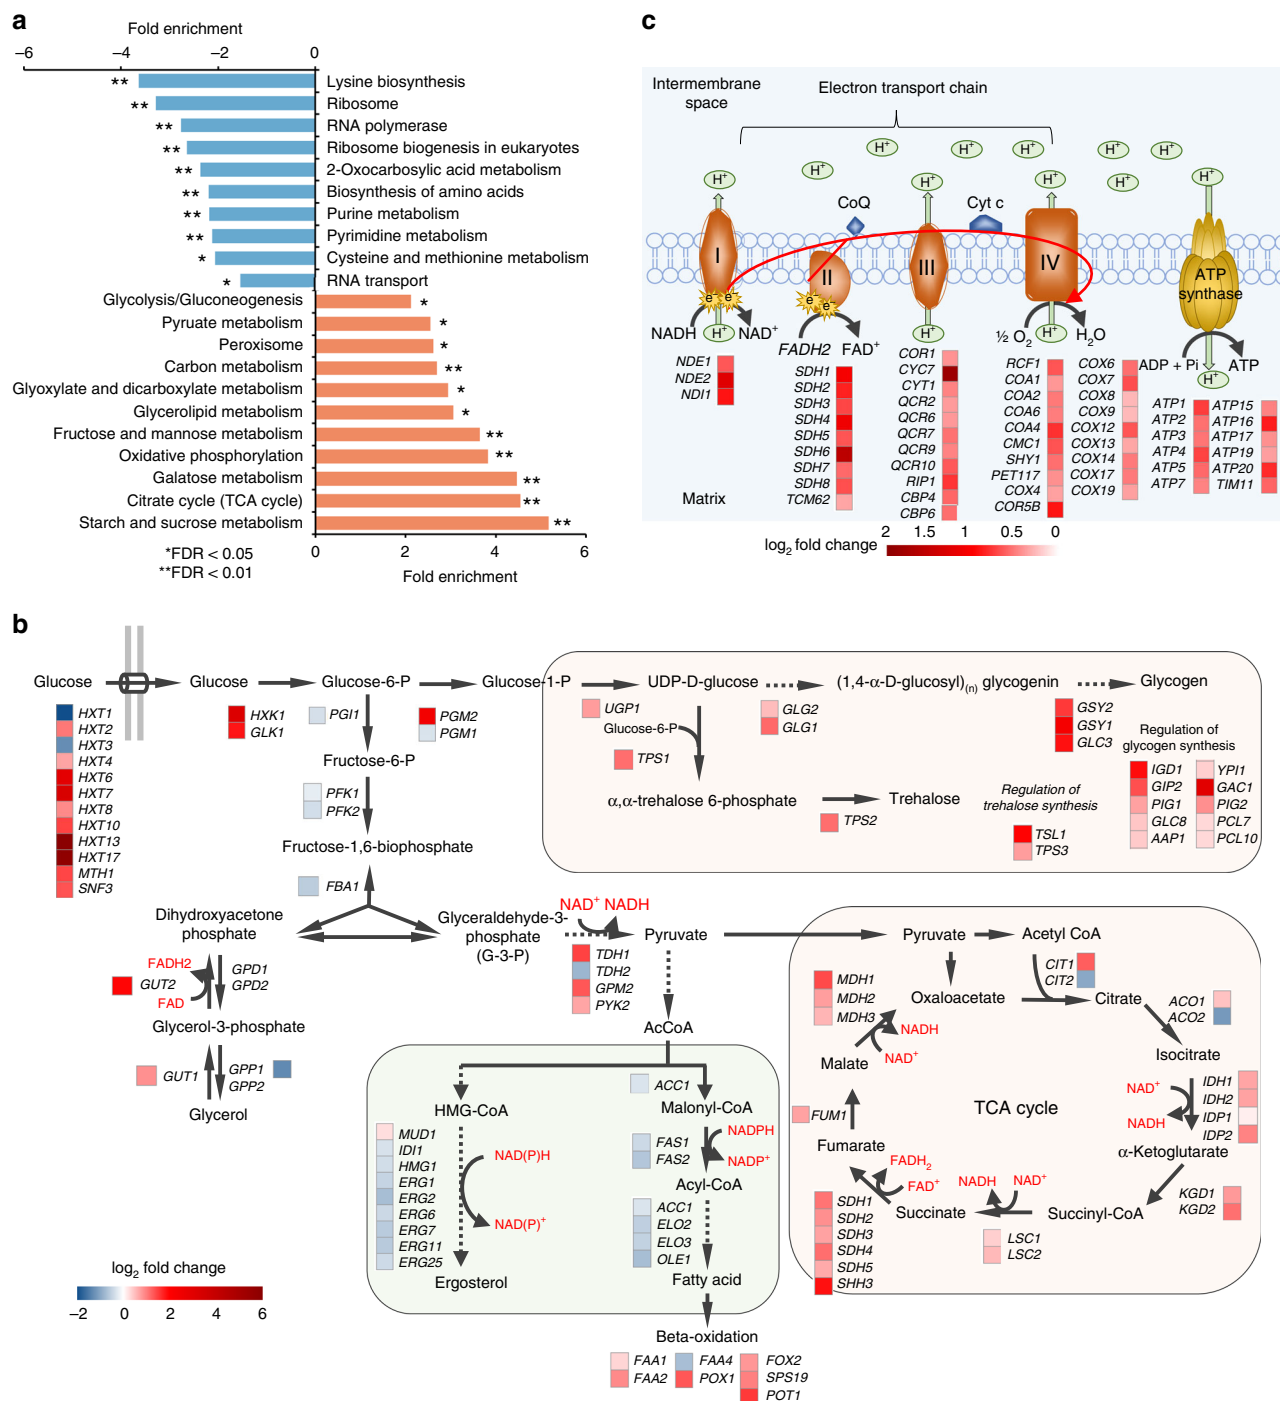 a
Fold enrichment
−6 −4 −2 0
** Lysine biosynthesis
** Ribosome
** RNA polymerase
** Ribosome biogenesis in eukaryotes
** 2-Oxocarbosylic acid metabolism
** Biosynthesis of amino acids
** Purine metabolism
** Pyrimidine metabolism
* Cysteine and methionine metabolism
* RNA transport
Glycolysis/Gluconeogenesis *
Pyruate metabolism *
Peroxisome *
Carbon metabolism **
Glyoxylate and dicarboxylate metabolism *
Glycerolipid metabolism *
Fructose and mannose metabolism **
Oxidative phosphorylation **
Galatose metabolism **
Citrate cycle (TCA cycle) **
Starch and sucrose metabolism **
0 2 4 6
Fold enrichment
*FDR < 0.05
**FDR < 0.01
c
Intermembrane
space
Electron transport chain
H⁺ H⁺ H⁺ H⁺ H⁺
H⁺ H⁺
H⁺ H⁺ H⁺ H⁺
CoQ Cyt c
I II III IV
ATP
synthase
e⁻ e⁻ e⁻ e⁻
NADH H⁺ NAD⁺
FADH2 FAD⁺
H⁺
½ O₂ H⁺ H₂O
ADP + Pi ATP
H⁺
NDE1
NDE2
NDI1
SDH1
SDH2
SDH3
SDH4
SDH5
SDH6
SDH7
SDH8
TCM62
COR1
CYC7
CYT1
QCR2
QCR6
QCR7
QCR9
QCR10
RIP1
CBP4
CBP6
RCF1
COA1
COA2
COA6
COA4
CMC1
SHY1
PET117
COX4
COR5B
COX6
COX7
COX8
COX9
COX12
COX13
COX14
COX17
COX19
ATP1
ATP2
ATP3
ATP4
ATP5
ATP7
ATP15
ATP16
ATP17
ATP19
ATP20
TIM11
Matrix
log₂ fold change
2 1.5 1 0.5 0
b
Glucose Glucose Glucose-6-P Glucose-1-P UDP-D-glucose (1,4-α-D-glucosyl)₍ₙ₎ glycogenin Glycogen
HXT1
HXT2
HXT3
HXT4
HXT6
HXT7
HXT8
HXT10
HXT13
HXT17
MTH1
SNF3
HXK1
GLK1
PGI1
PGM2
PGM1
UGP1
Glucose-6-P
TPS1
GLG2
GLG1
GSY2
GSY1
GLC3
Regulation of
glycogen synthesis
IGD1
GIP2
PIG1
GLC8
AAP1
YPI1
GAC1
PIG2
PCL7
PCL10
Fructose-6-P
PFK1
PFK2
α,α-trehalose 6-phosphate
TPS2
Trehalose
Regulation of
trehalose synthesis
TSL1
TPS3
Fructose-1,6-biophosphate
FBA1
Dihydroxyacetone
phosphate
Glyceraldehyde-3-
phosphate
(G-3-P)
NAD⁺ NADH
TDH1
TDH2
GPM2
PYK2
Pyruvate
FADH2
GUT2
FAD
GPD1
GPD2
Glycerol-3-phosphate
GUT1
GPP1
GPP2
Glycerol
AcCoA
HMG-CoA
MUD1
IDI1
HMG1
ERG1
ERG2
ERG6
ERG7
ERG11
ERG25
NAD(P)H
NAD(P)⁺
Ergosterol
ACC1
Malonyl-CoA
FAS1
FAS2
NADPH
NADP⁺
Acyl-CoA
ACC1
ELO2
ELO3
OLE1
Fatty acid
Beta-oxidation
FAA1
FAA2
FAA4
POX1
FOX2
SPS19
POT1
Pyruvate Acetyl CoA
CIT1
CIT2
Oxaloacetate Citrate
ACO1
ACO2
Isocitrate
NAD⁺
NADH
IDH1
IDH2
IDP1
IDP2
α-Ketoglutarate
KGD1
KGD2
Succinyl-CoA
NADH NAD⁺
LSC1
LSC2
Succinate
FADH₂
FAD⁺
SDH1
SDH2
SDH3
SDH4
SDH5
SHH3
Fumarate
FUM1
Malate
NADH
NAD⁺
MDH1
MDH2
MDH3
TCA cycle
log₂ fold change
−2 0 2 4 6